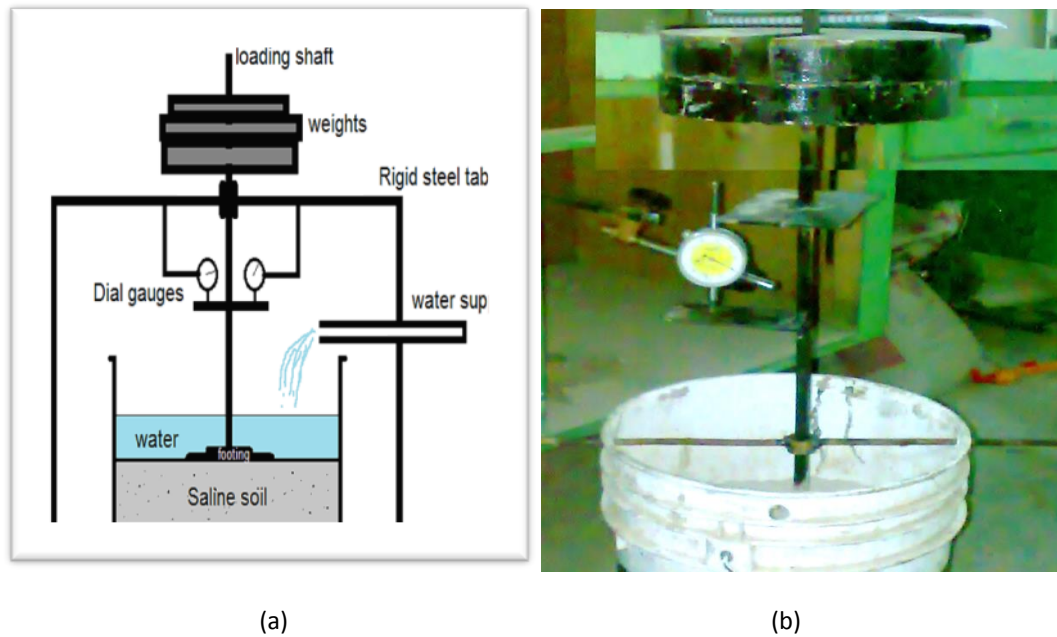 loading shaft
weights
Rigid steel tab
Dial gauges
water sup
water
footing
Saline soil
(a)
(b)